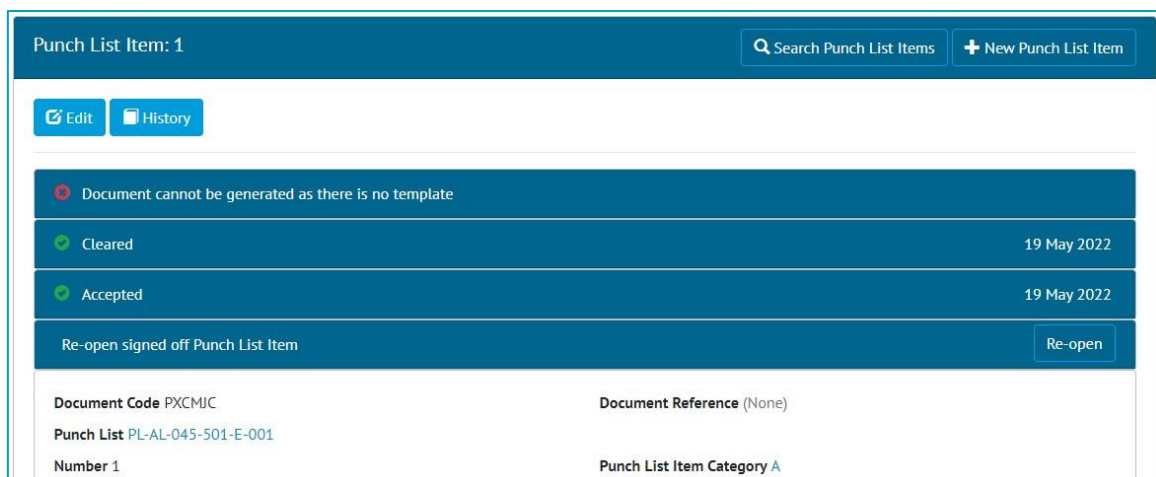 Punch List Item: 1 Search Punch List Items New Punch List Item
Edit History
Document cannot be generated as there is no template
Cleared 19 May 2022
Accepted 19 May 2022
Re-open signed off Punch List Item Re-open
Document Code PXCMJC Document Reference (None)
Punch List PL-AL-045-501-E-001
Number 1 Punch List Item Category A